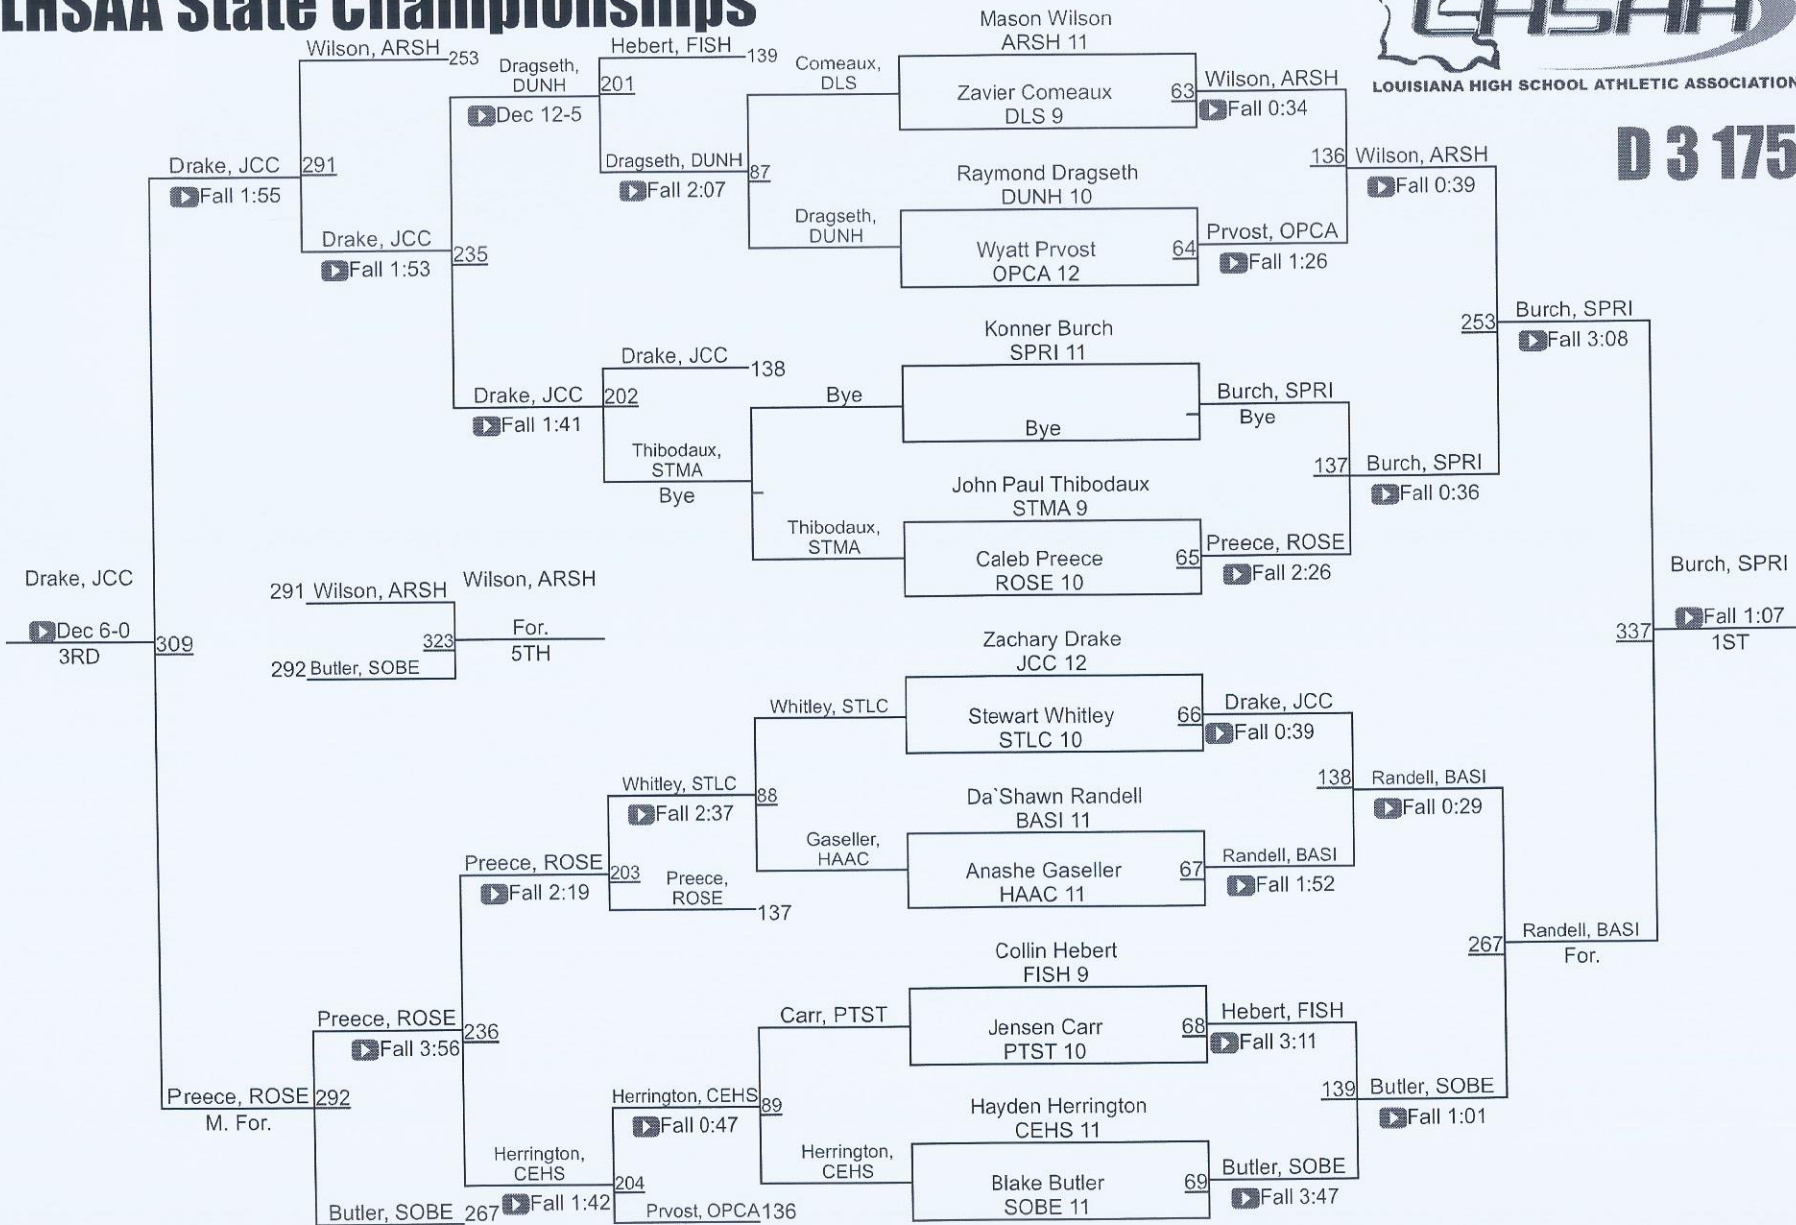 LHSAA State Championships
LHSAA
LOUISIANA HIGH SCHOOL ATHLETIC ASSOCIATION
D 3 175
Wilson, ARSH 253
Drake, JCC 291
Fall 1:55
Drake, JCC
Fall 1:53
235
Dragseth,
DUNH
Dec 12-5
Hebert, FISH 139
201
Dragseth, DUNH
Fall 2:07
87
Comeaux,
DLS
Dragseth,
DUNH
Drake, JCC 138
Drake, JCC 202
Fall 1:41
Thibodaux,
STMA
Bye
Bye
Thibodaux,
STMA
Drake, JCC
Dec 6-0
3RD
309
291 Wilson, ARSH
292 Butler, SOBE
323
Wilson, ARSH
For.
5TH
Whitley, STLC
Whitley, STLC
Fall 2:37
88
Gaseller,
HAAC
Preece, ROSE
Fall 2:19
203
Preece,
ROSE
137
Preece, ROSE
Fall 3:56
236
Preece, ROSE 292
M. For.
Carr, PTST
Herrington, CEHS
Fall 0:47
89
Herrington,
CEHS
Herrington,
CEHS
Fall 1:42
204
Prvost, OPCA 136
Butler, SOBE 267
Mason Wilson
ARSH 11
Zavier Comeaux
DLS 9
63
Wilson, ARSH
Fall 0:34
Raymond Dragseth
DUNH 10
Wyatt Prvost
OPCA 12
64
Prvost, OPCA
Fall 1:26
136 Wilson, ARSH
Fall 0:39
Konner Burch
SPRI 11
Bye
Burch, SPRI
Bye
John Paul Thibodaux
STMA 9
Caleb Preece
ROSE 10
65
Preece, ROSE
Fall 2:26
137 Burch, SPRI
Fall 0:36
253
Burch, SPRI
Fall 3:08
Zachary Drake
JCC 12
Stewart Whitley
STLC 10
66
Drake, JCC
Fall 0:39
Da`Shawn Randell
BASI 11
Anashe Gaseller
HAAC 11
67
Randell, BASI
Fall 1:52
138 Randell, BASI
Fall 0:29
Collin Hebert
FISH 9
Jensen Carr
PTST 10
68
Hebert, FISH
Fall 3:11
Hayden Herrington
CEHS 11
Blake Butler
SOBE 11
69
Butler, SOBE
Fall 3:47
139 Butler, SOBE
Fall 1:01
267
Randell, BASI
For.
337
Burch, SPRI
Fall 1:07
1ST